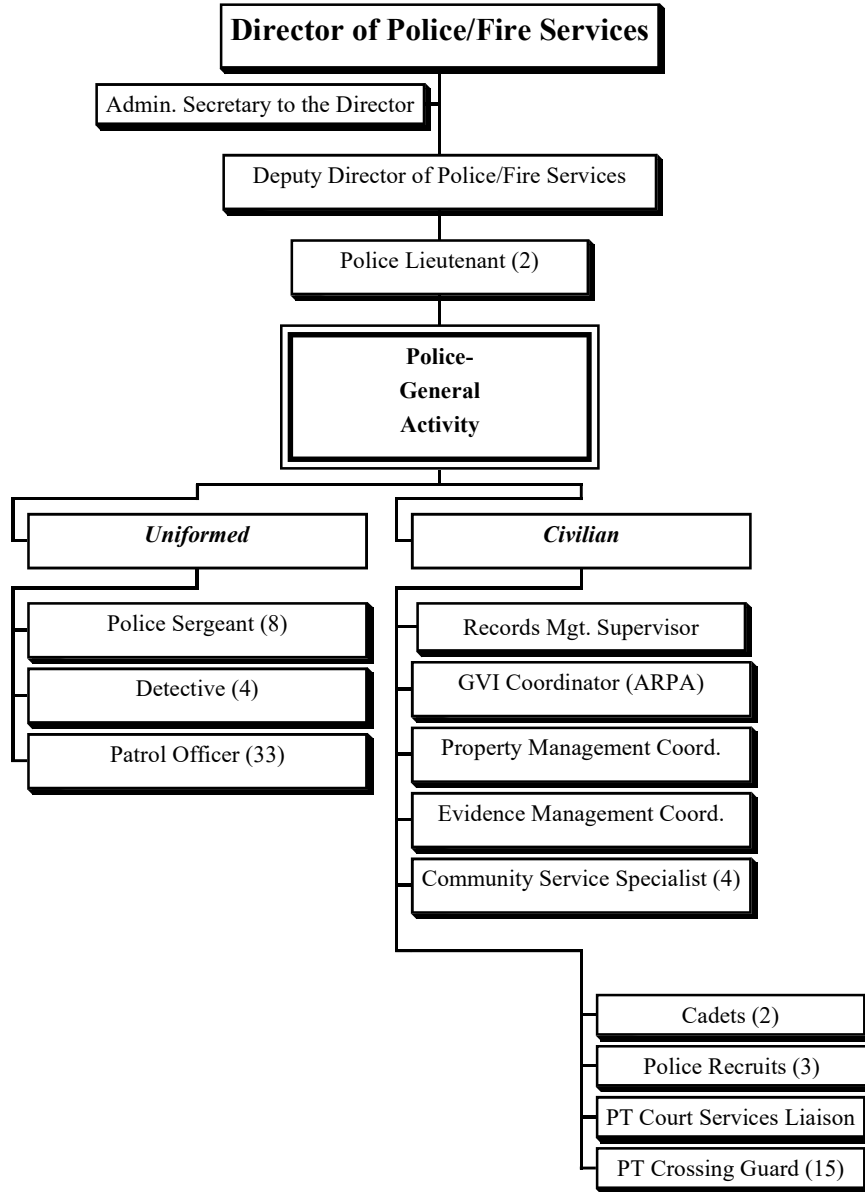 Director of Police/Fire Services
Admin. Secretary to the Director
Deputy Director of Police/Fire Services
Police Lieutenant (2)
Police-
General
Activity
Uniformed
Police Sergeant (8)
Detective (4)
Patrol Officer (33)
Civilian
Records Mgt. Supervisor
GVI Coordinator (ARPA)
Property Management Coord.
Evidence Management Coord.
Community Service Specialist (4)
Cadets (2)
Police Recruits (3)
PT Court Services Liaison
PT Crossing Guard (15)